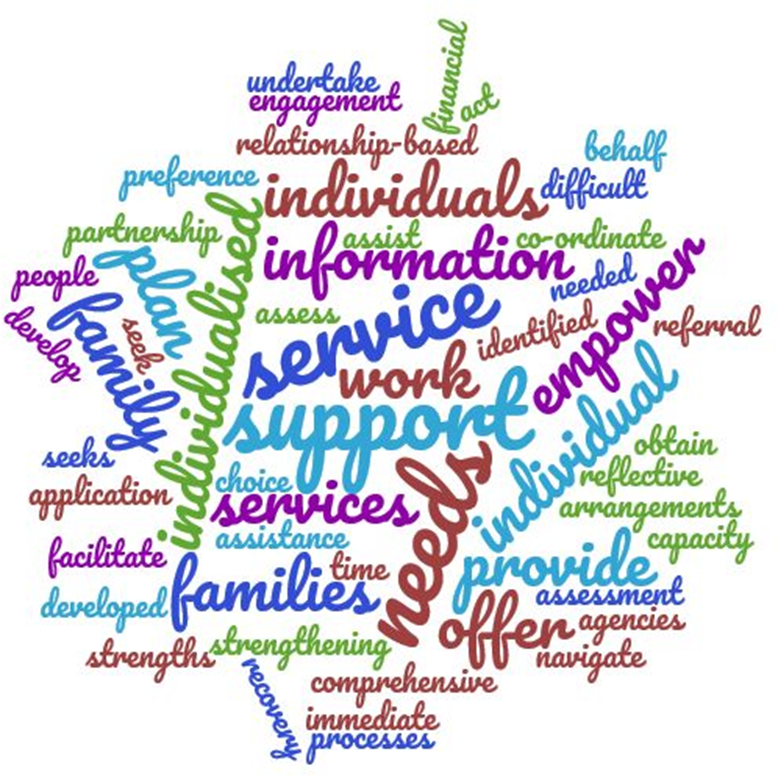 financial
act
undertake
engagement
relationship-based
behalf
preference
individuals
difficult
partnership
assist
co-ordinate
individualised
plan
information
people
needed
empower
family
develop
seek
assess
service
identified
referral
work
support
individual
obtain
seeks
choice
reflective
application
services
needs
arrangements
assistance
capacity
facilitate
time
provide
developed
families
assessment
offer
agencies
strengths
strengthening
navigate
recovery
comprehensive
immediate
processes